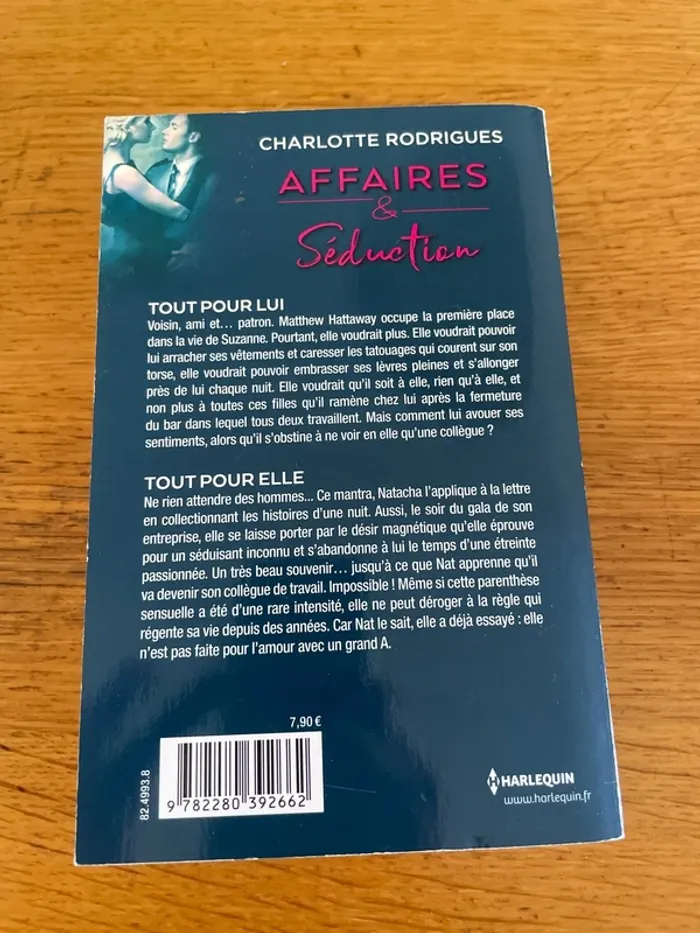 CHARLOTTE RODRIGUES
AFFAIRES
&
Séduction
TOUT POUR LUI
Voisin, ami et… patron. Matthew Hattaway occupe la première place
dans la vie de Suzanne. Pourtant, elle voudrait plus. Elle voudrait pouvoir
lui arracher ses vêtements et caresser les tatouages qui courent sur son
torse, elle voudrait pouvoir embrasser ses lèvres pleines et s'allonger
près de lui chaque nuit. Elle voudrait qu'il soit à elle, rien qu'à elle, et
non plus à toutes ces filles qu'il ramène chez lui après la fermeture
du bar dans lequel tous deux travaillent. Mais comment lui avouer ses
sentiments, alors qu'il s'obstine à ne voir en elle qu'une collègue ?
TOUT POUR ELLE
Ne rien attendre des hommes... Ce mantra, Natacha l'applique à la lettre
en collectionnant les histoires d'une nuit. Aussi, le soir du gala de son
entreprise, elle se laisse porter par le désir magnétique qu'elle éprouve
pour un séduisant inconnu et s'abandonne à lui le temps d'une étreinte
passionnée. Un très beau souvenir… jusqu'à ce que Nat apprenne qu'il
va devenir son collègue de travail. Impossible ! Même si cette parenthèse
sensuelle a été d'une rare intensité, elle ne peut déroger à la règle qui
régente sa vie depuis des années. Car Nat le sait, elle a déjà essayé : elle
n'est pas faite pour l'amour avec un grand A.
7,90 €
82.4993.8
9 782280 392662
HARLEQUIN
www.harlequin.fr